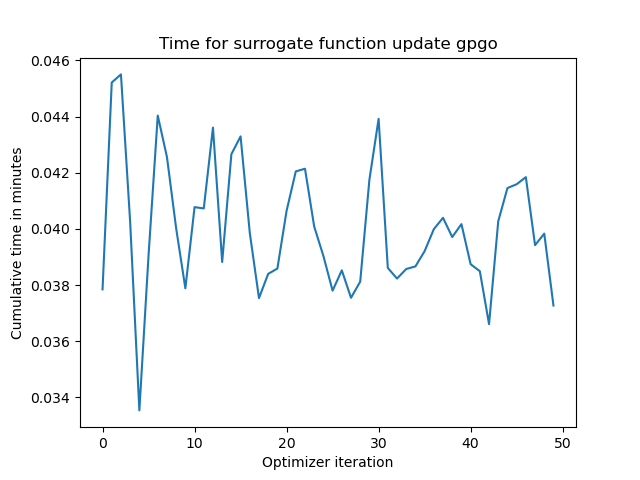 Time for surrogate function update gpgo
Cumulative time in minutes
0.046
0.044
0.042
0.040
0.038
0.036
0.034
0 10 20 30 40 50
Optimizer iteration